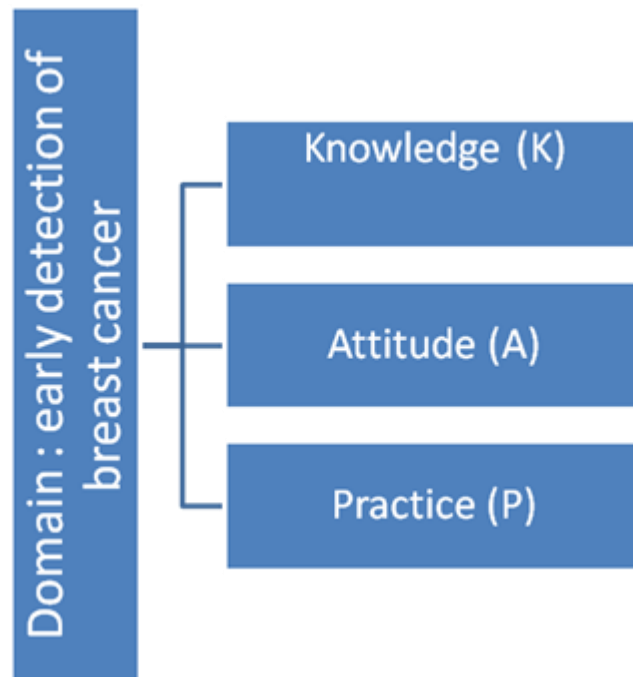 Domain : early detection of
breast cancer
Knowledge (K)
Attitude (A)
Practice (P)